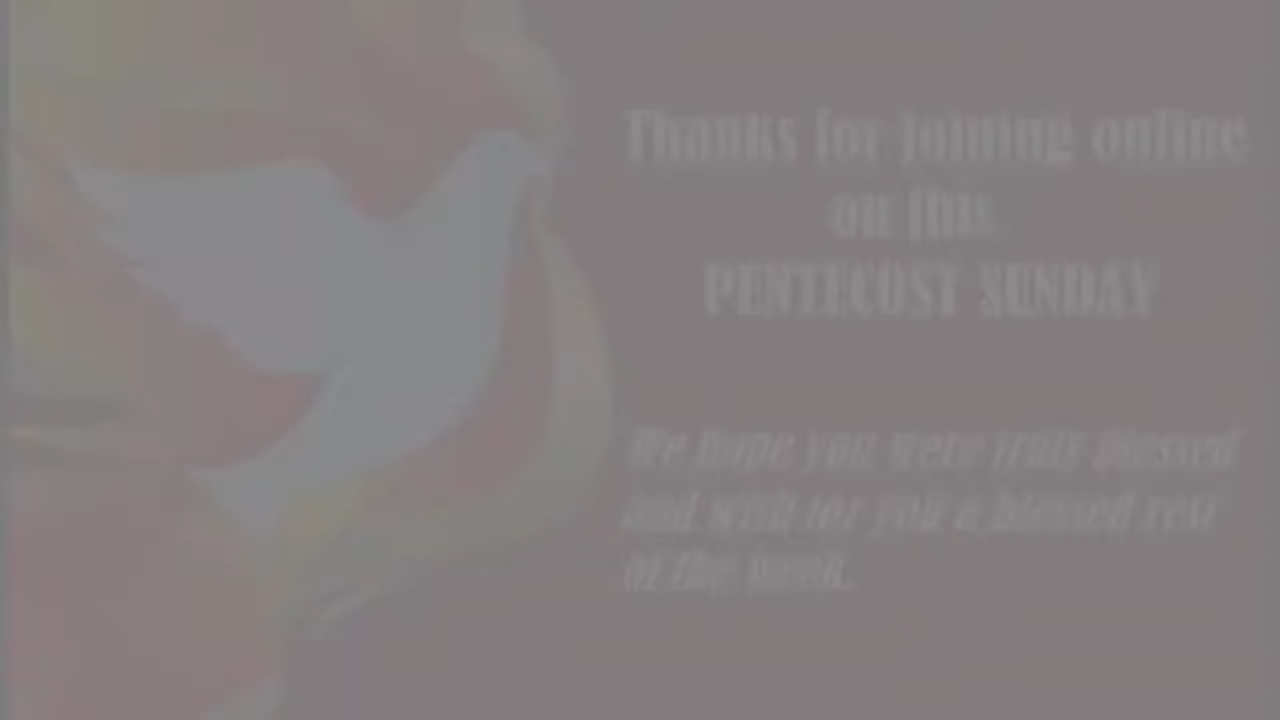 Thanks for joining online
on this
PENTECOST SUNDAY
We hope you were truly blessed
and wish for you a blessed rest
of the week.